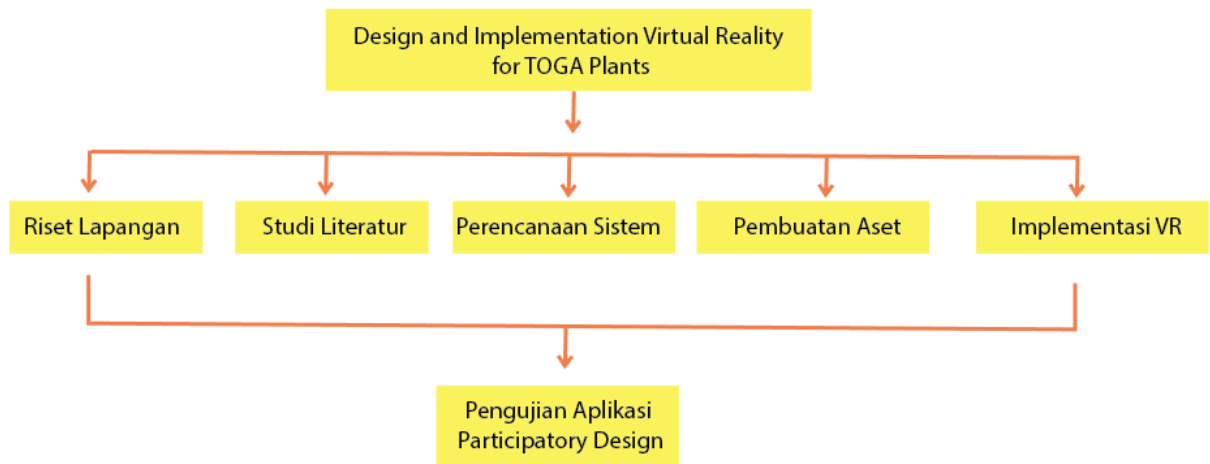 Design and Implementation Virtual Reality
for TOGA Plants
Riset Lapangan
Studi Literatur
Perencanaan Sistem
Pembuatan Aset
Implementasi VR
Pengujian Aplikasi
Participatory Design